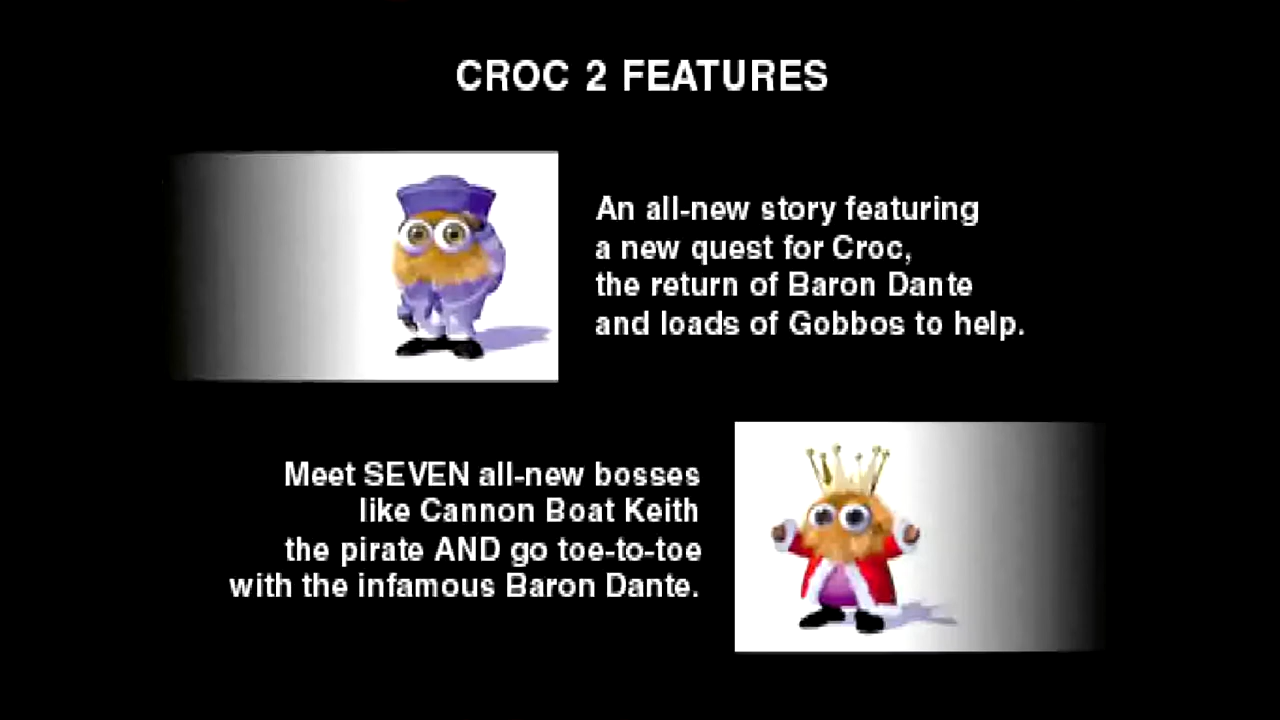 CROC 2 FEATURES
An all-new story featuring
a new quest for Croc,
the return of Baron Dante
and loads of Gobbos to help.
Meet SEVEN all-new bosses
like Cannon Boat Keith
the pirate AND go toe-to-toe
with the infamous Baron Dante.